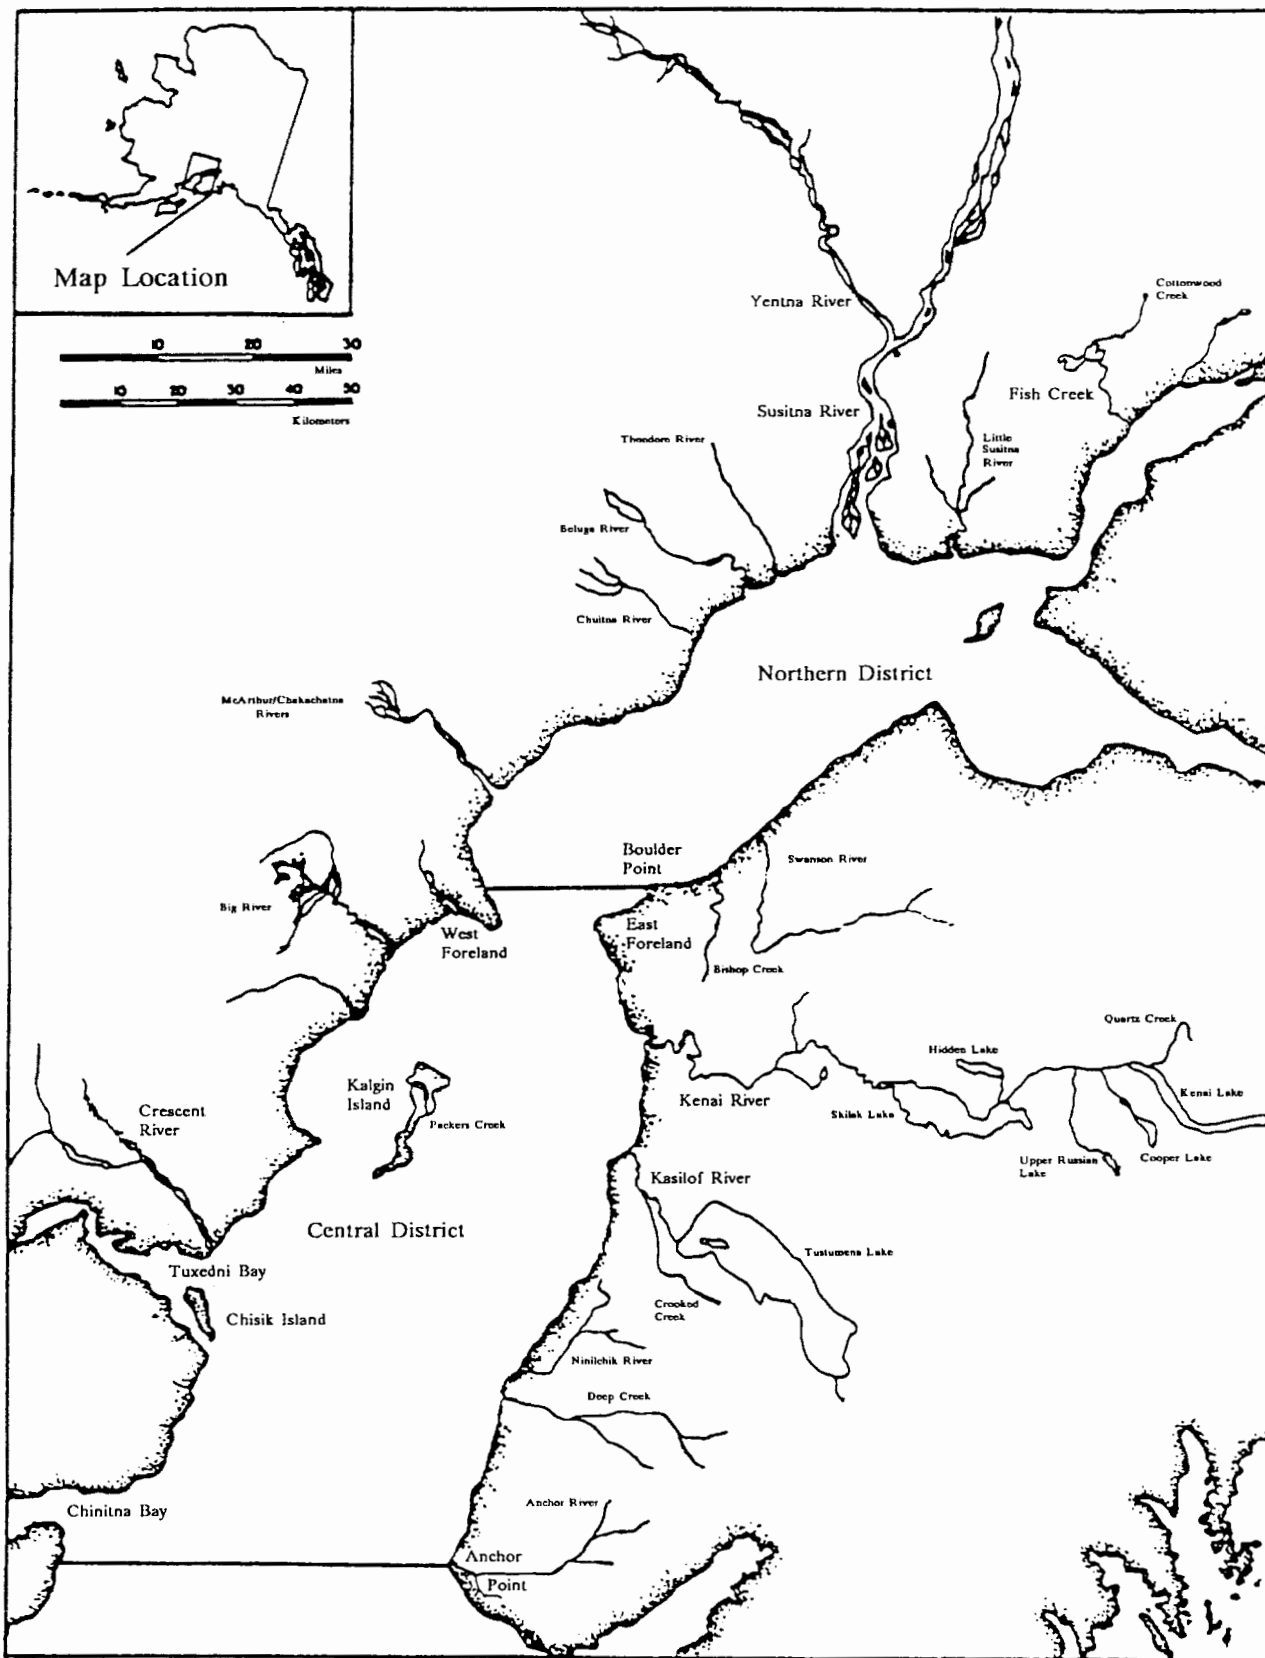 Map Location
10 20 30
Miles
10 20 30 40 50
Kilometers
Yentna River
Cottonwood
Creek
Fish Creek
Susitna River
Little
Susitna
River
Theodore River
Beluga River
Chuitna River
Northern District
McArthur/Chakachatna
Rivers
Boulder
Point
Swanson River
Big River
West
Foreland
East
Foreland
Bishop Creek
Quartz Creek
Hidden Lake
Kalgin
Island
Kenai River
Kenai Lake
Crescent
River
Packers Creek
Skilak Lake
Upper Russian
Lake
Cooper Lake
Kasilof River
Central District
Tustumena Lake
Tuxedni Bay
Crooked
Creek
Chisik Island
Ninilchik River
Deep Creek
Anchor River
Chinitna Bay
Anchor
Point